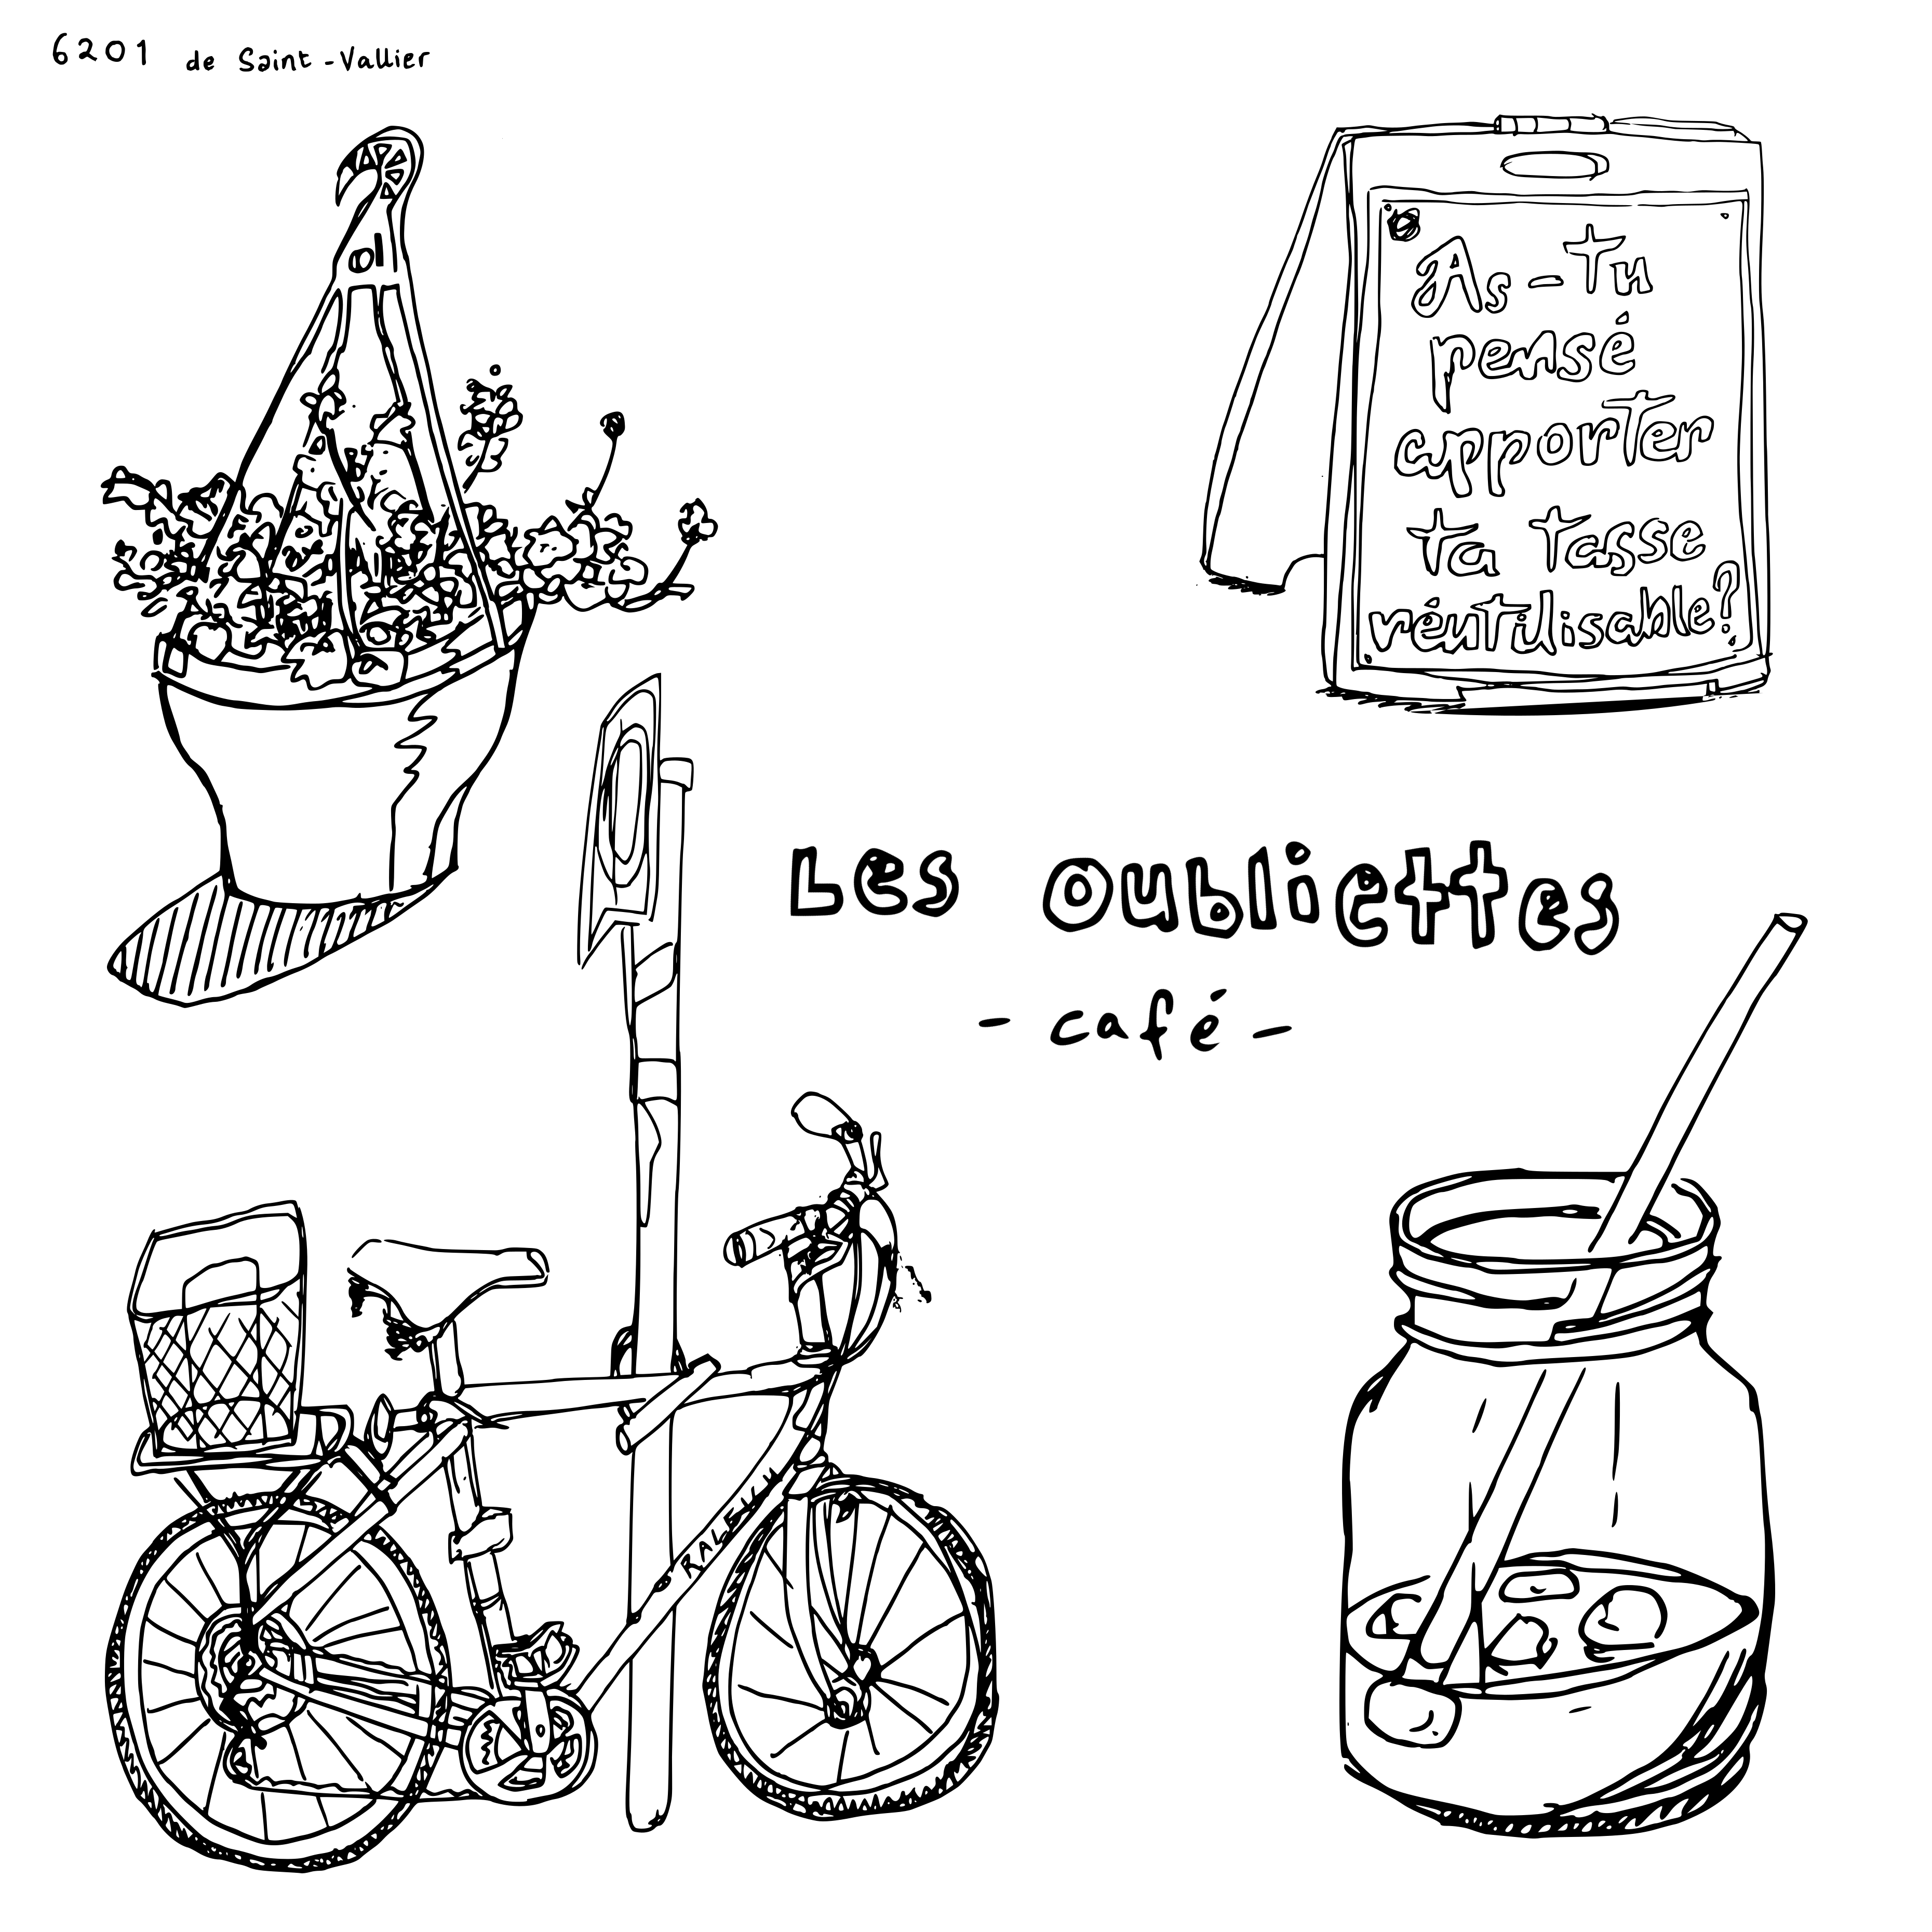 6201 de Saint-Vallier
As-Tu
pensé
apporter
ta tasse
réutilisable?
Les oubliettes
- café -